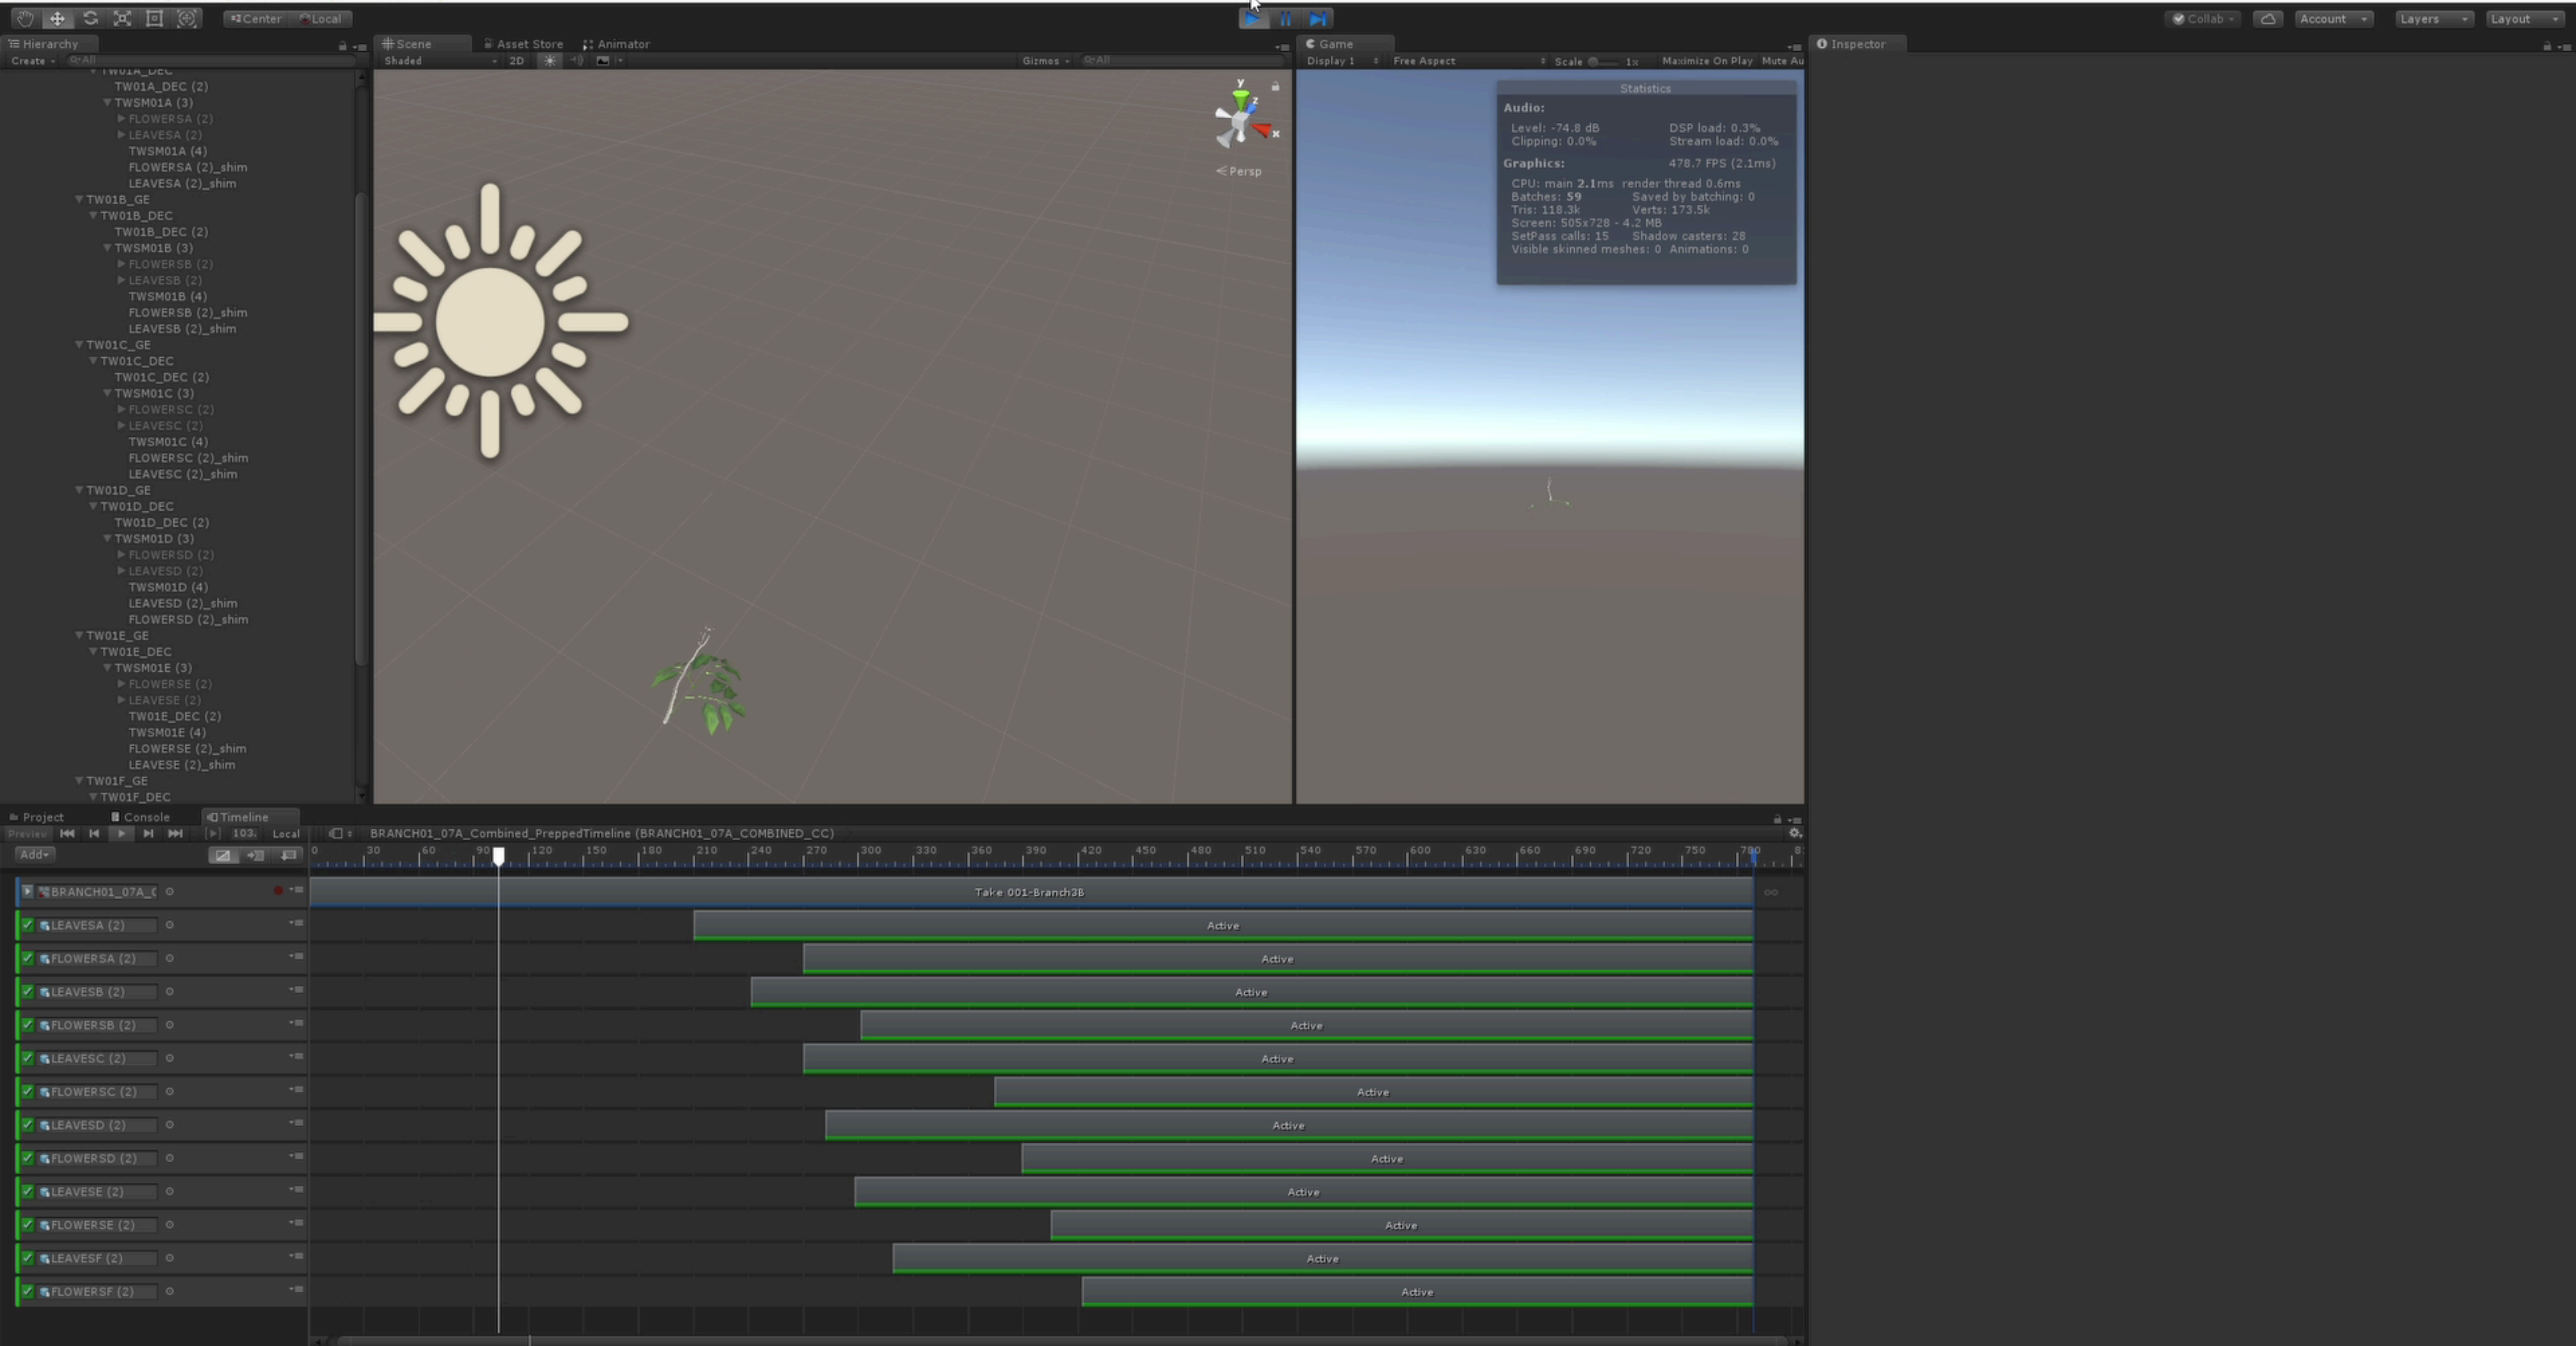 Center Local
Collab Account Layers Layout
Hierarchy
Create All
TW01A_DEC
TW01A_DEC (2)
TWSM01A (3)
FLOWERSA (2)
LEAVESA (2)
TWSM01A (4)
FLOWERSA (2)_shim
LEAVESA (2)_shim
TW01B_GE
TW01B_DEC
TW01B_DEC (2)
TWSM01B (3)
FLOWERSB (2)
LEAVESB (2)
TWSM01B (4)
FLOWERSB (2)_shim
LEAVESB (2)_shim
TW01C_GE
TW01C_DEC
TW01C_DEC (2)
TWSM01C (3)
FLOWERSC (2)
LEAVESC (2)
TWSM01C (4)
FLOWERSC (2)_shim
LEAVESC (2)_shim
TW01D_GE
TW01D_DEC
TW01D_DEC (2)
TWSM01D (3)
FLOWERSD (2)
LEAVESD (2)
TWSM01D (4)
LEAVESD (2)_shim
FLOWERSD (2)_shim
TW01E_GE
TW01E_DEC
TWSM01E (3)
FLOWERSE (2)
LEAVESE (2)
TW01E_DEC (2)
TWSM01E (4)
FLOWERSE (2)_shim
LEAVESE (2)_shim
TW01F_GE
TW01F_DEC
Scene Asset Store Animator
Shaded 2D Gizmos All
y
z
x
Persp
Game
Display 1 Free Aspect Scale 1x Maximize On Play Mute Au
Statistics
Audio:
Level: -74.8 dB DSP load: 0.3%
Clipping: 0.0% Stream load: 0.0%
Graphics: 478.7 FPS (2.1ms)
CPU: main 2.1ms render thread 0.6ms
Batches: 59 Saved by batching: 0
Tris: 118.3k Verts: 173.5k
Screen: 505x728 - 4.2 MB
SetPass calls: 15 Shadow casters: 28
Visible skinned meshes: 0 Animations: 0
Inspector
Project Console Timeline
Preview 103. Local BRANCH01_07A_Combined_PreppedTimeline (BRANCH01_07A_COMBINED_CC)
Add 0 30 60 90 120 150 180 210 240 270 300 330 360 390 420 450 480 510 540 570 600 630 660 690 720 750 780 8
BRANCH01_07A_C Take 001-Branch3B
LEAVESA (2) Active
FLOWERSA (2) Active
LEAVESB (2) Active
FLOWERSB (2) Active
LEAVESC (2) Active
FLOWERSC (2) Active
LEAVESD (2) Active
FLOWERSD (2) Active
LEAVESE (2) Active
FLOWERSE (2) Active
LEAVESF (2) Active
FLOWERSF (2) Active